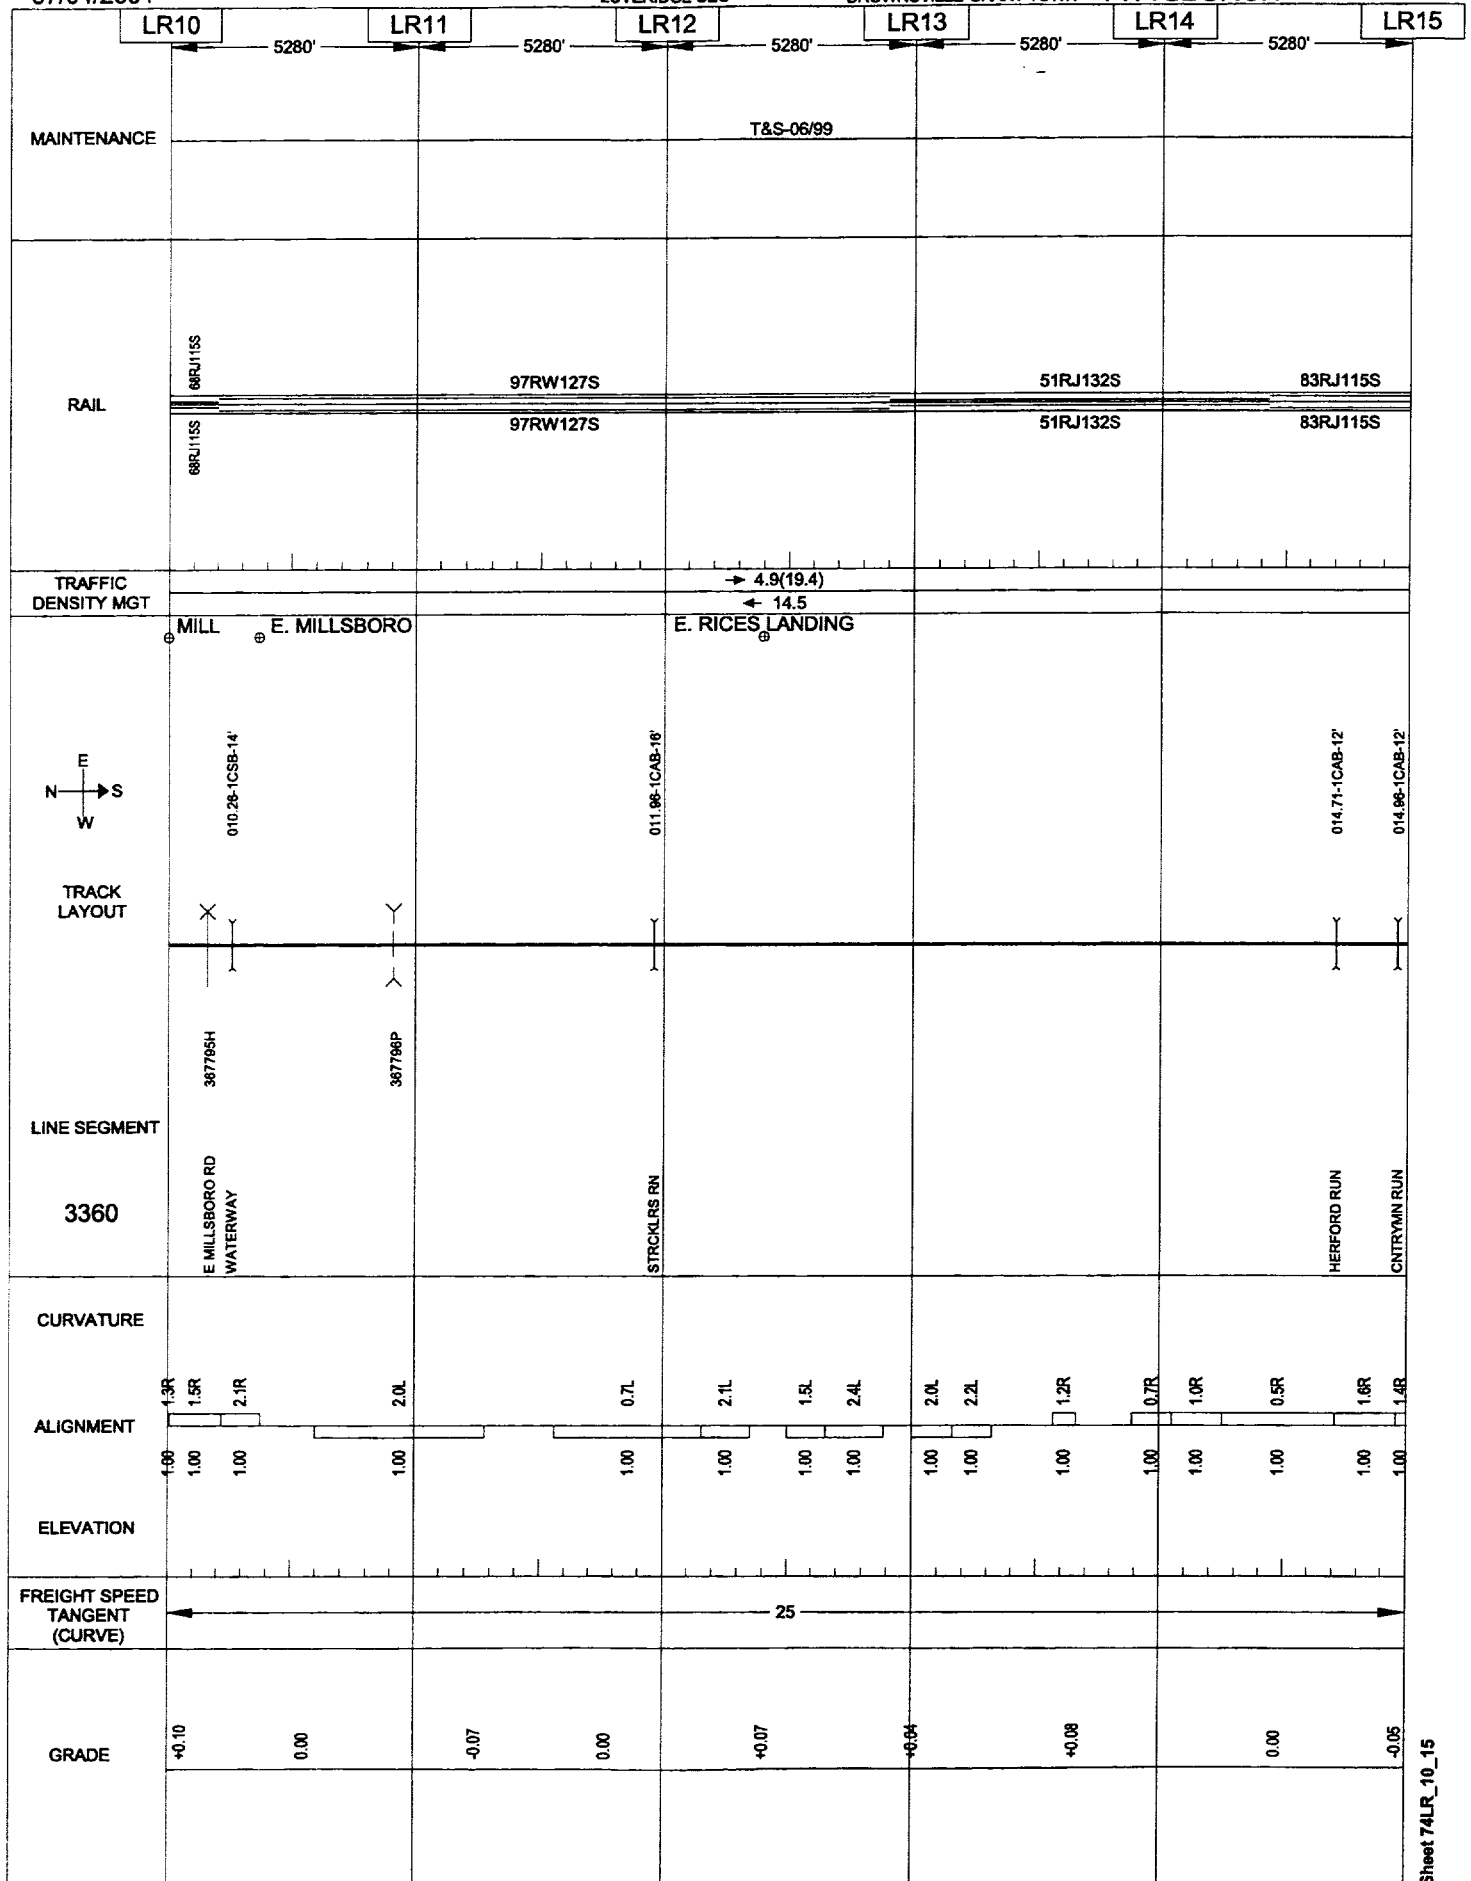 LR10 LR11 LR12 LR13 LR14 LR15
5280' 5280' 5280' 5280' 5280'
MAINTENANCE
T&S-06/99
RAIL
68RJ115S
97RW127S 51RJ132S 83RJ115S
68RJ115S
97RW127S 51RJ132S 83RJ115S
TRAFFIC
DENSITY MGT
4.9(19.4)
14.5
MILL E. MILLSBORO E. RICES LANDING
E
N S
W
010.26-1CSB-14'
011.96-1CAB-16'
014.71-1CAB-12'
014.96-1CAB-12'
TRACK
LAYOUT
367795H
367796P
LINE SEGMENT
3360
E MILLSBORO RD
WATERWAY
STRCKLRS RN
HERFORD RUN
CNTRYMN RUN
CURVATURE
1.3R 1.5R 2.1R 2.0L 0.7L 2.1L 1.5L 2.4L 2.0L 2.2L 1.2R 0.7R 1.0R 0.5R 1.6R 1.4R
ALIGNMENT
1.00 1.00 1.00 1.00 1.00 1.00 1.00 1.00 1.00 1.00 1.00 1.00 1.00 1.00 1.00 1.00
ELEVATION
FREIGHT SPEED
TANGENT
(CURVE)
25
GRADE
+0.10 0.00 -0.07 0.00 +0.07 +0.04 +0.08 0.00 -0.05
Sheet 74LR_10_15